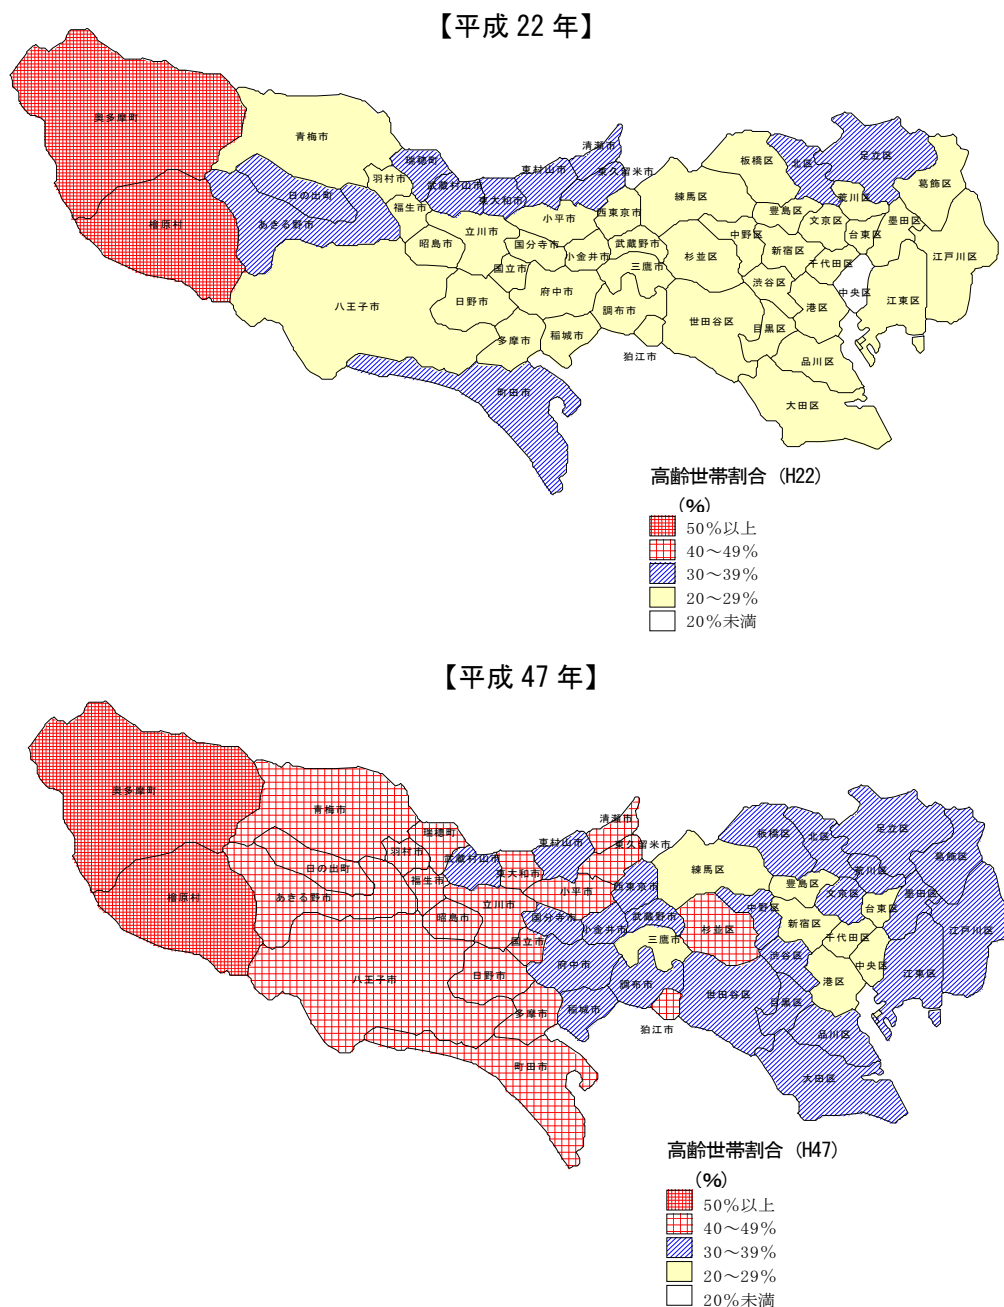 【平成 22 年】
奥多摩町
青梅市
清瀬市
板橋区
北区
足立区
瑞穂町
東村山市
東久留米市
羽村市
武蔵村山市
東大和市
日の出町
練馬区
荒川区
葛飾区
福生市
西東京市
豊島区
文京区
墨田区
檜原村
あきる野市
立川市
小平市
中野区
台東区
昭島市
国分寺市
武蔵野市
新宿区
小金井市
杉並区
千代田区
江戸川区
国立市
三鷹市
渋谷区
中央区
八王子市
日野市
府中市
調布市
世田谷区
港区
江東区
多摩市
稲城市
目黒区
狛江市
品川区
町田市
大田区
高齢世帯割合 (H22)
(%)
50%以上
40～49%
30～39%
20～29%
20%未満
【平成 47 年】
奥多摩町
青梅市
清瀬市
板橋区
北区
足立区
瑞穂町
東村山市
東久留米市
羽村市
武蔵村山市
東大和市
日の出町
練馬区
荒川区
葛飾区
福生市
西東京市
豊島区
文京区
墨田区
檜原村
あきる野市
立川市
小平市
中野区
台東区
昭島市
国分寺市
武蔵野市
新宿区
小金井市
杉並区
千代田区
江戸川区
国立市
三鷹市
渋谷区
中央区
八王子市
日野市
府中市
調布市
世田谷区
港区
江東区
多摩市
稲城市
目黒区
狛江市
品川区
町田市
大田区
高齢世帯割合 (H47)
(%)
50%以上
40～49%
30～39%
20～29%
20%未満